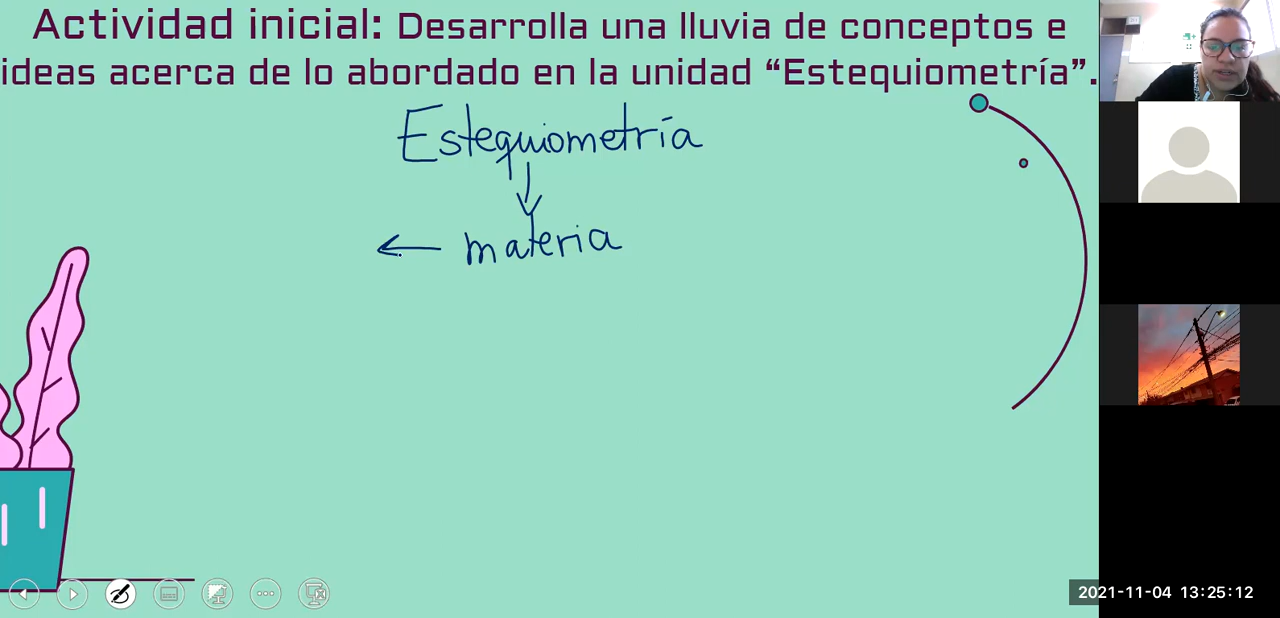 Actividad inicial: Desarrolla una lluvia de conceptos e
ideas acerca de lo abordado en la unidad “Estequiometría”.
Estequiometría
materia
2021-11-04 13:25:12